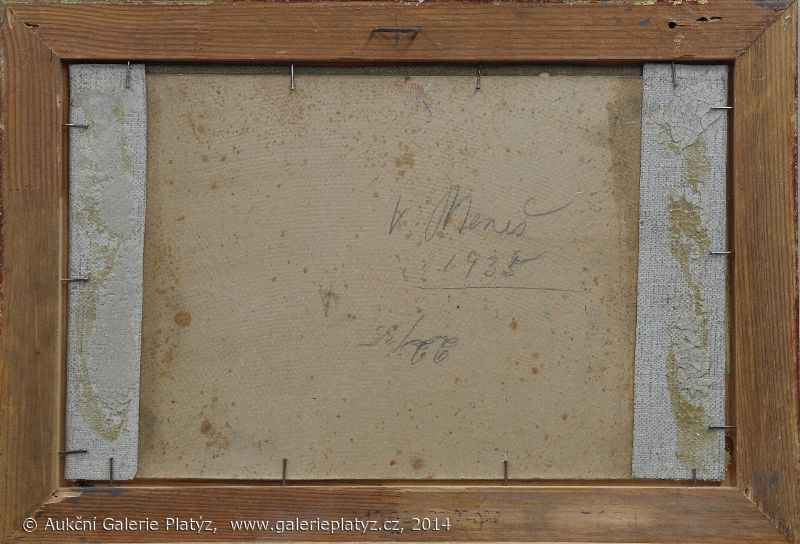 V. Beneš
1935
© Aukční Galerie Platýz, www.galerieplatyz.cz, 2014